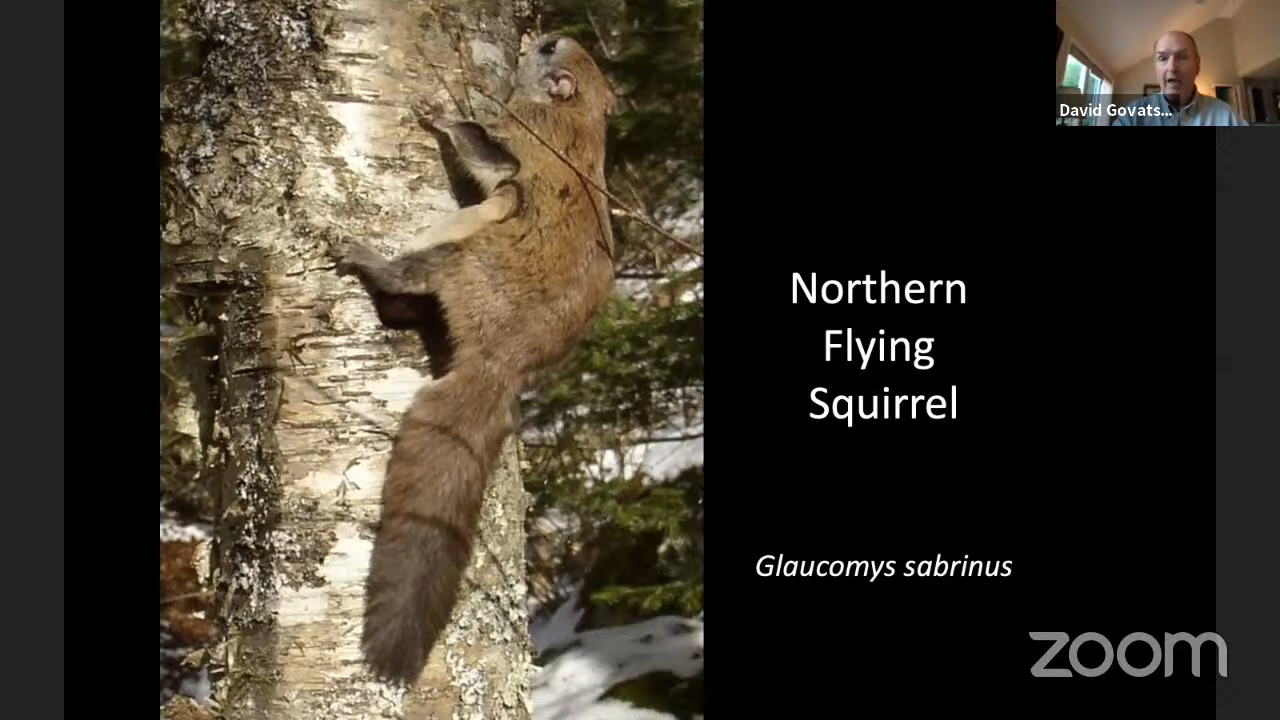 David Govats...
Northern
Flying
Squirrel
Glaucomys sabrinus
zoom